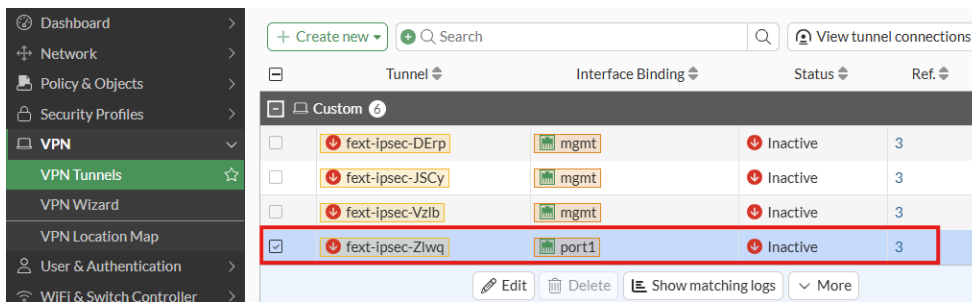 Dashboard
Network
Policy & Objects
Security Profiles
VPN
VPN Tunnels
VPN Wizard
VPN Location Map
User & Authentication
WiFi & Switch Controller
Create new Search View tunnel connections
Tunnel Interface Binding Status Ref.
Custom 6
fext-ipsec-DErp mgmt Inactive 3
fext-ipsec-JSCy mgmt Inactive 3
fext-ipsec-Vzlb mgmt Inactive 3
fext-ipsec-Zlwq port1 Inactive 3
Edit Delete Show matching logs More